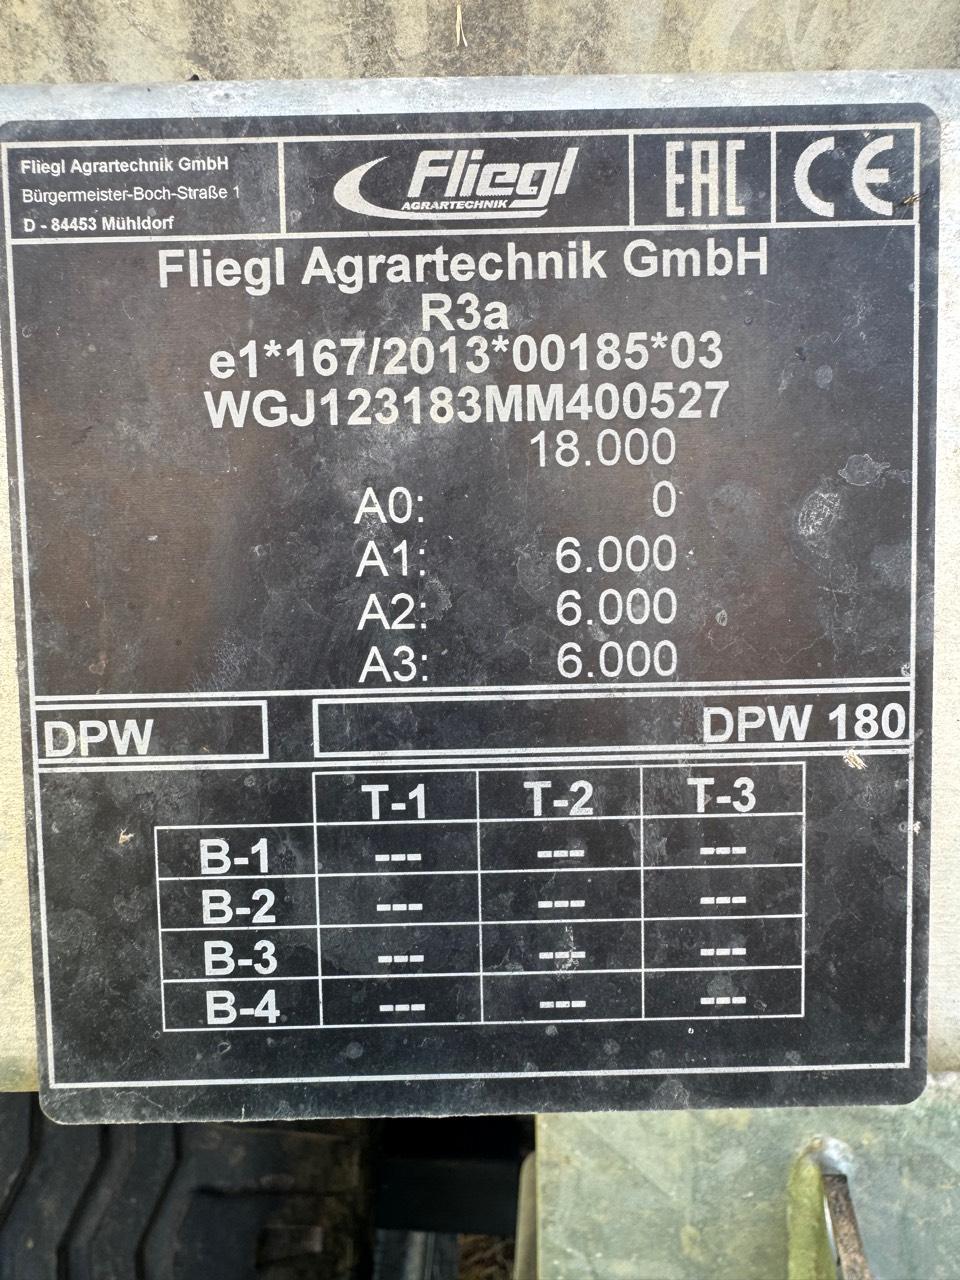 Fliegl Agrartechnik GmbH
Bürgermeister-Boch-Straße 1
D - 84453 Mühldorf
Fliegl
AGRARTECHNIK
EAC
CE
Fliegl Agrartechnik GmbH
R3a
e1*167/2013*00185*03
WGJ123183MM400527
18.000
A0: 0
A1: 6.000
A2: 6.000
A3: 6.000
DPW DPW 180
T-1 T-2 T-3
B-1 --- --- ---
B-2 --- --- ---
B-3 --- --- ---
B-4 --- --- ---